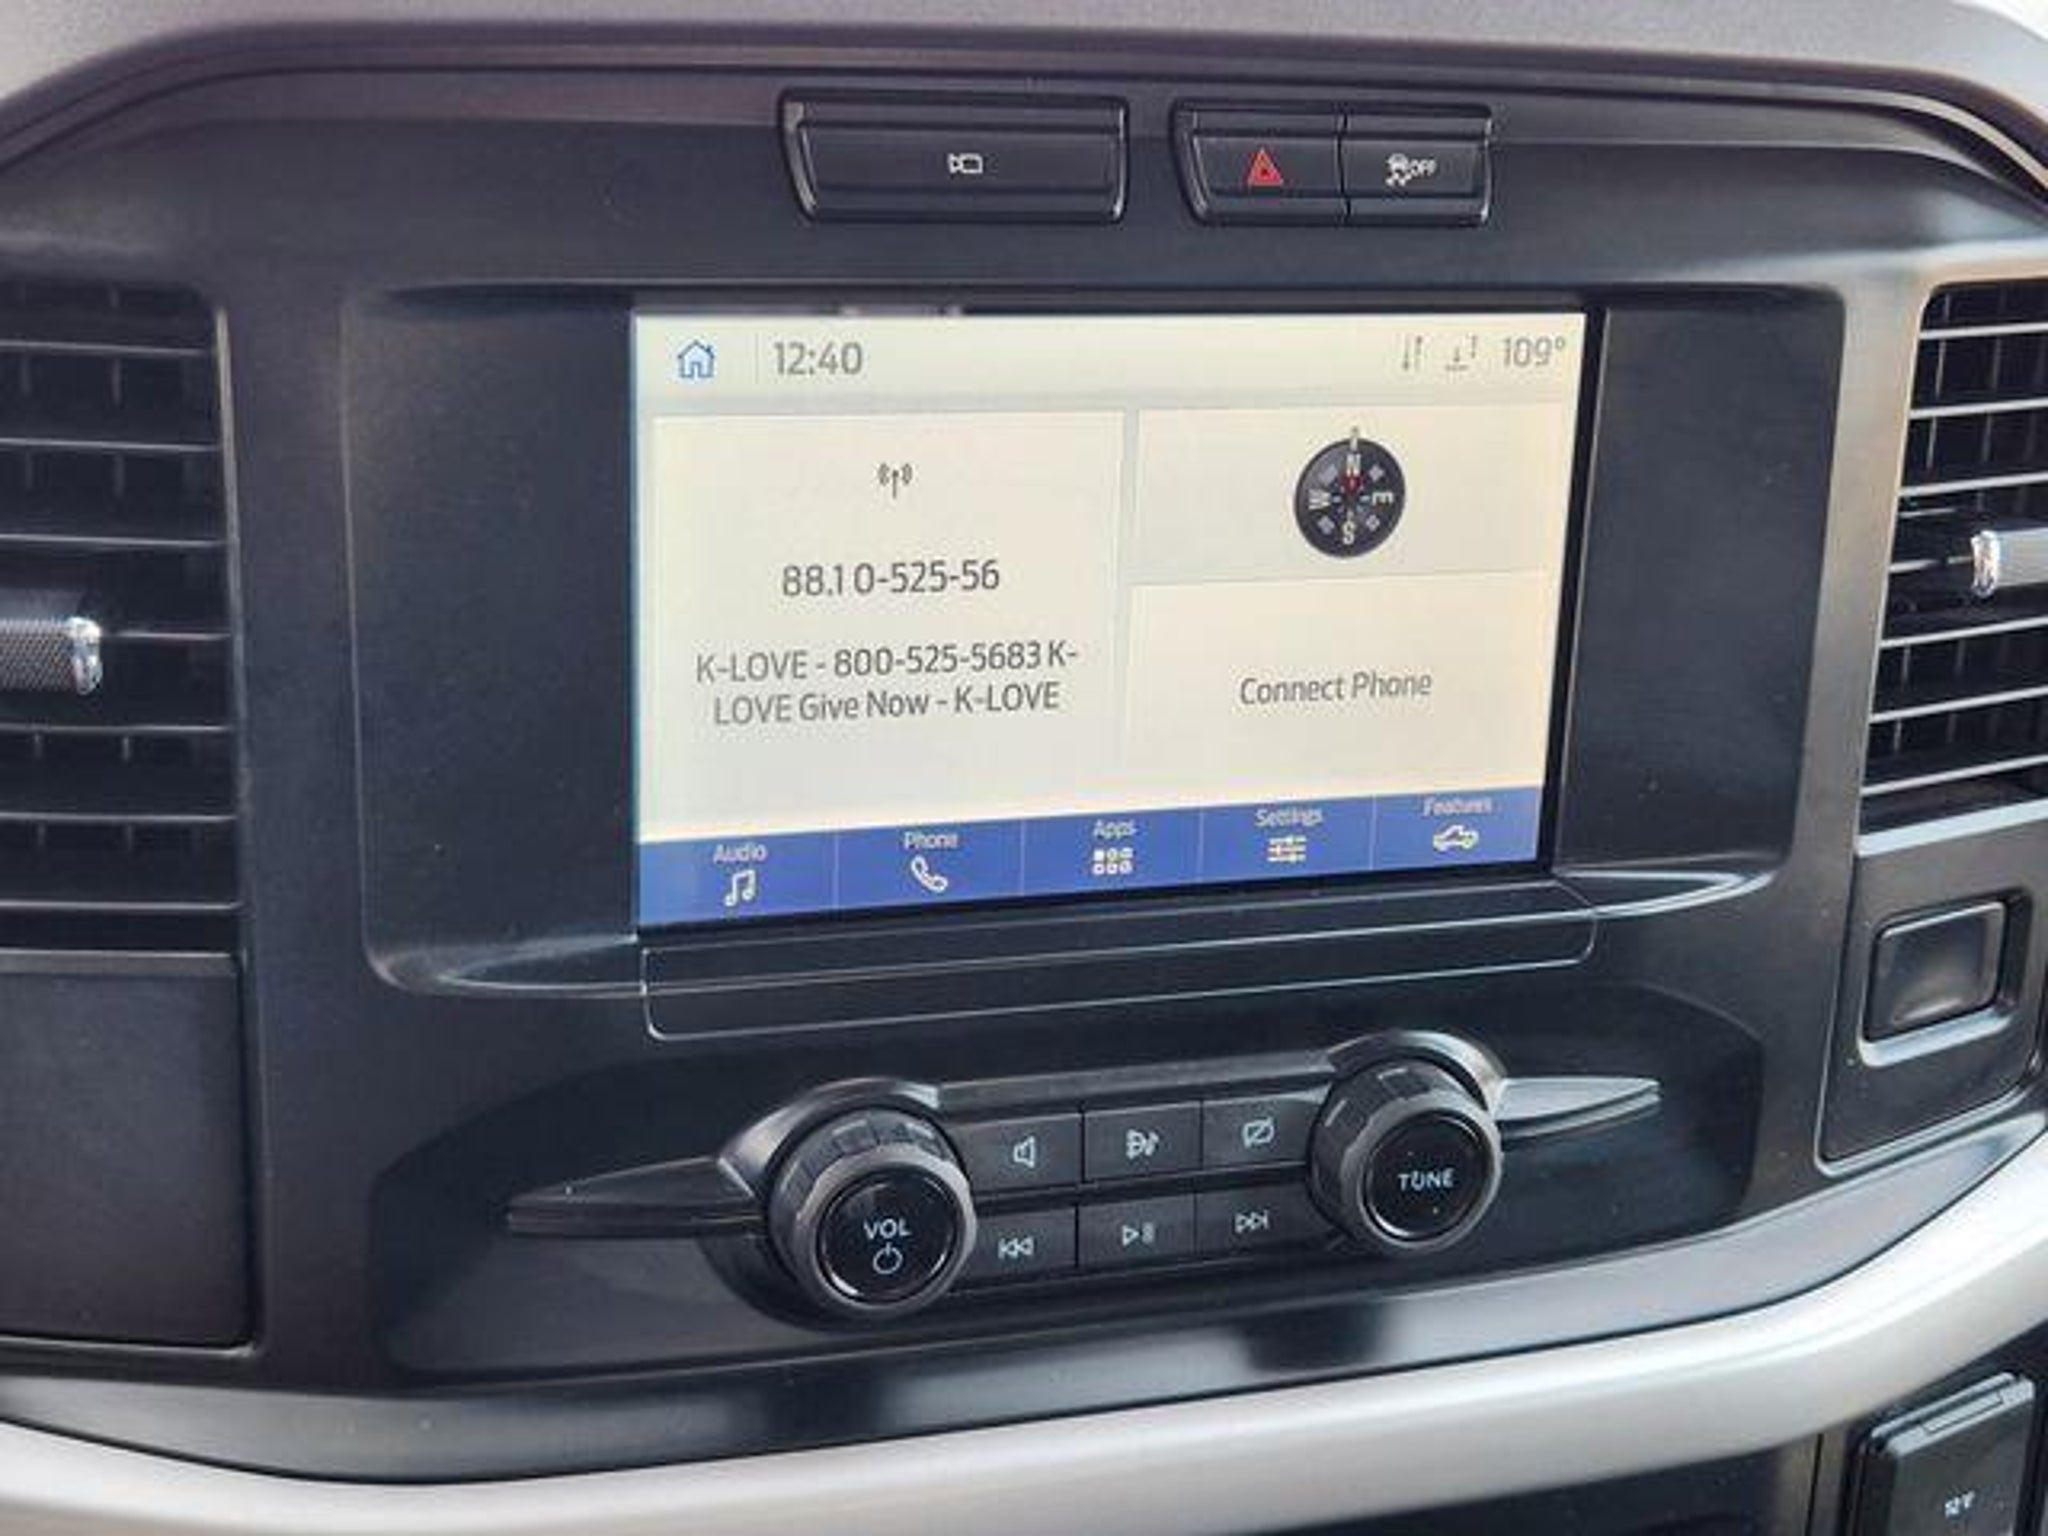 OFF
12:40
109°
N
W E
S
88.1 0-525-56
K-LOVE - 800-525-5683 K-
LOVE Give Now - K-LOVE
Connect Phone
Audio
Phone
Apps
Settings
Features
VOL
TUNE
12V